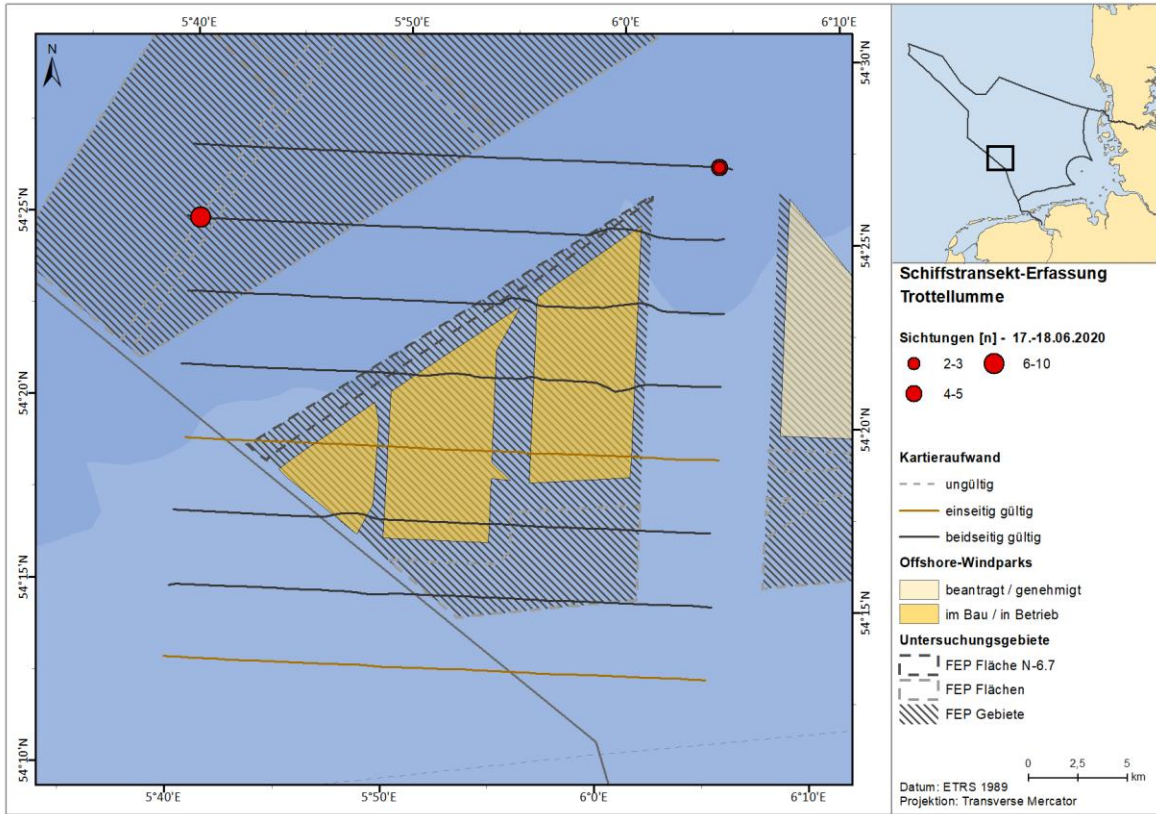 5°40'E 5°50'E 6°0'E 6°10'E
N
54°30'N
54°25'N
54°25'N
54°20'N
54°20'N
54°15'N
54°15'N
54°10'N
5°40'E 5°50'E 6°0'E 6°10'E
Schiffstransekt-Erfassung
Trottellumme
Sichtungen [n] - 17.-18.06.2020
2-3 6-10
4-5
Kartieraufwand
ungültig
einseitig gültig
beidseitig gültig
Offshore-Windparks
beantragt / genehmigt
im Bau / in Betrieb
Untersuchungsgebiete
FEP Fläche N-6.7
FEP Flächen
FEP Gebiete
0 2,5 5
km
Datum: ETRS 1989
Projektion: Transverse Mercator